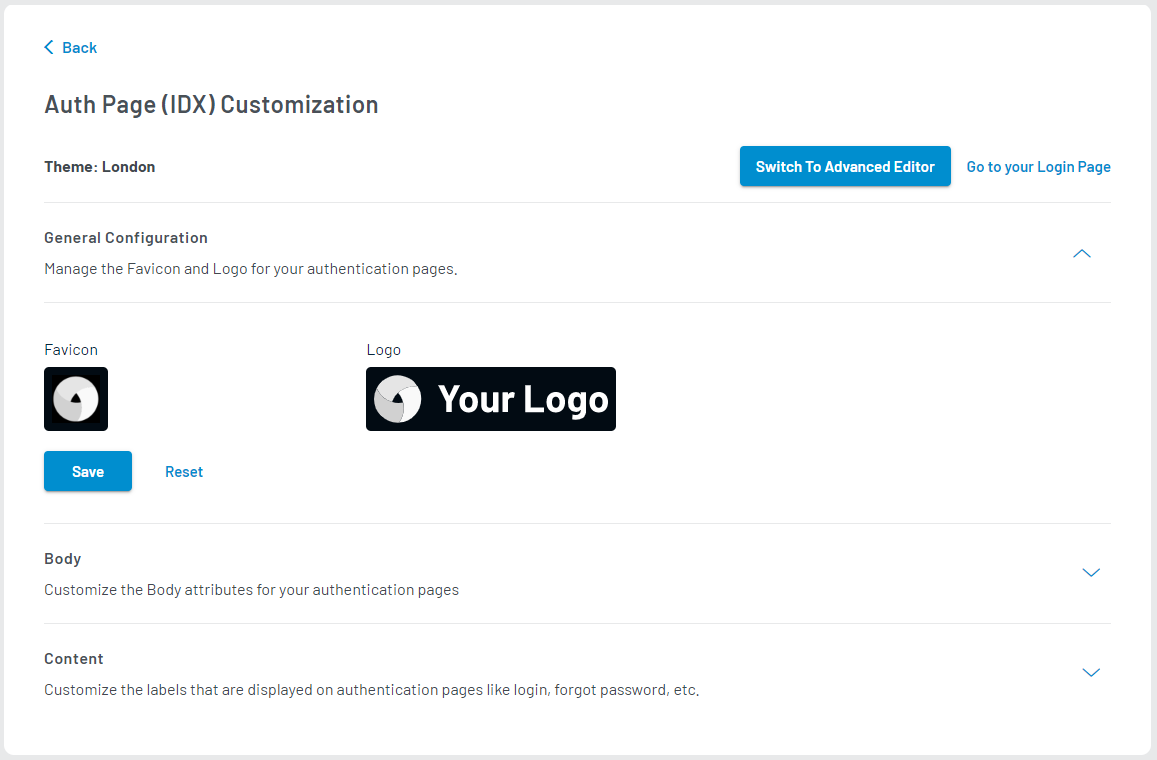 Back
Auth Page (IDX) Customization
Theme: London
Switch To Advanced Editor
Go to your Login Page
General Configuration
Manage the Favicon and Logo for your authentication pages.
Favicon
Logo
Your Logo
Save
Reset
Body
Customize the Body attributes for your authentication pages
Content
Customize the labels that are displayed on authentication pages like login, forgot password, etc.